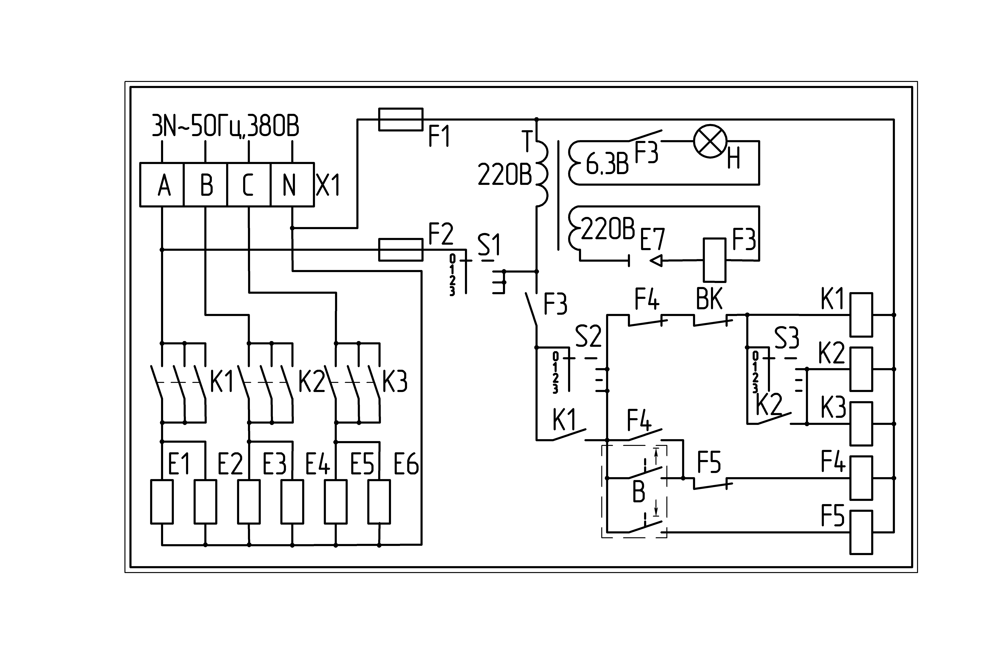 3N~50Гц,380В
A B C N X1
F1
T
220В
6.3В
F3
H
F2
S1
0
1
2
3
220В
E7
F3
F3
F4
BK
K1
S2
0
1
2
3
S3
0
1
2
3
K2
K1
K2
K3
K2
K3
K1
F4
E1
E2
E3
E4
E5
E6
B
F5
F4
F5